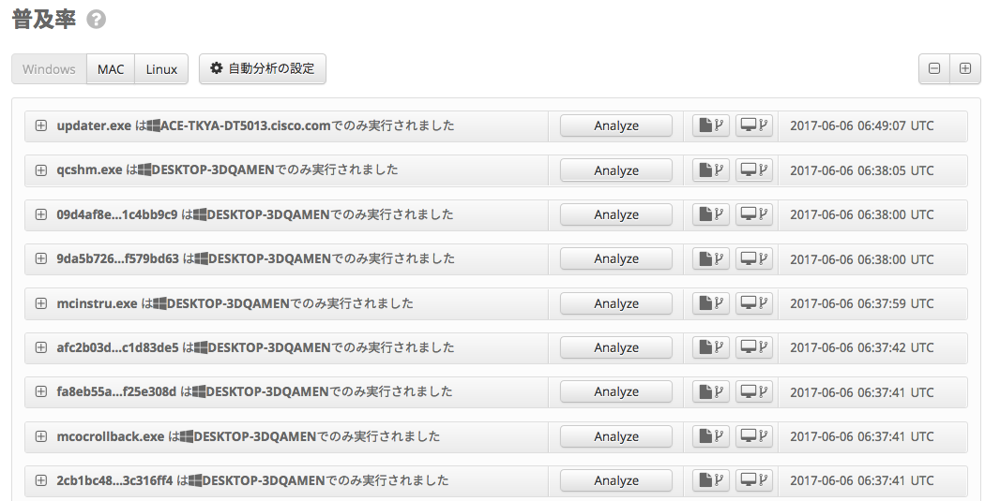 普及率 ?
Windows MAC Linux 自動分析の設定
updater.exe はACE-TKYA-DT5013.cisco.comでのみ実行されました Analyze 2017-06-06 06:49:07 UTC
qcshm.exe はDESKTOP-3DQAMENでのみ実行されました Analyze 2017-06-06 06:38:05 UTC
09d4af8e...1c4bb9c9 はDESKTOP-3DQAMENでのみ実行されました Analyze 2017-06-06 06:38:00 UTC
9da5b726...f579bd63 はDESKTOP-3DQAMENでのみ実行されました Analyze 2017-06-06 06:38:00 UTC
mcinstru.exe はDESKTOP-3DQAMENでのみ実行されました Analyze 2017-06-06 06:37:59 UTC
afc2b03d...c1d83de5 はDESKTOP-3DQAMENでのみ実行されました Analyze 2017-06-06 06:37:42 UTC
fa8eb55a...f25e308d はDESKTOP-3DQAMENでのみ実行されました Analyze 2017-06-06 06:37:41 UTC
mcocrollback.exe はDESKTOP-3DQAMENでのみ実行されました Analyze 2017-06-06 06:37:41 UTC
2cb1bc48...3c316ff4 はDESKTOP-3DQAMENでのみ実行されました Analyze 2017-06-06 06:37:41 UTC